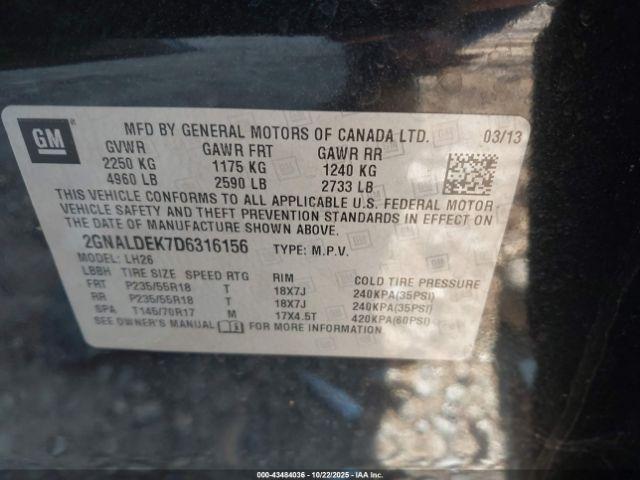 GM
MFD BY GENERAL MOTORS OF CANADA LTD. 03/13
GVWR GAWR FRT GAWR RR
2250 KG 1175 KG 1240 KG
4960 LB 2590 LB 2733 LB
THIS VEHICLE CONFORMS TO ALL APPLICABLE U.S. FEDERAL MOTOR
VEHICLE SAFETY AND THEFT PREVENTION STANDARDS IN EFFECT ON
THE DATE OF MANUFACTURE SHOWN ABOVE.
2GNALDEK7D6316156 TYPE: M.P.V.
MODEL: LH26
LBBH TIRE SIZE SPEED RTG RIM COLD TIRE PRESSURE
FRT P235/55R18 T 18X7J 240KPA(35PSI)
RR P235/55R18 T 18X7J 240KPA(35PSI)
SPA T145/70R17 M 17X4.5T 420KPA(60PSI)
SEE OWNER'S MANUAL FOR MORE INFORMATION
000-43484036 - 10/22/2025 - IAAI, Inc.